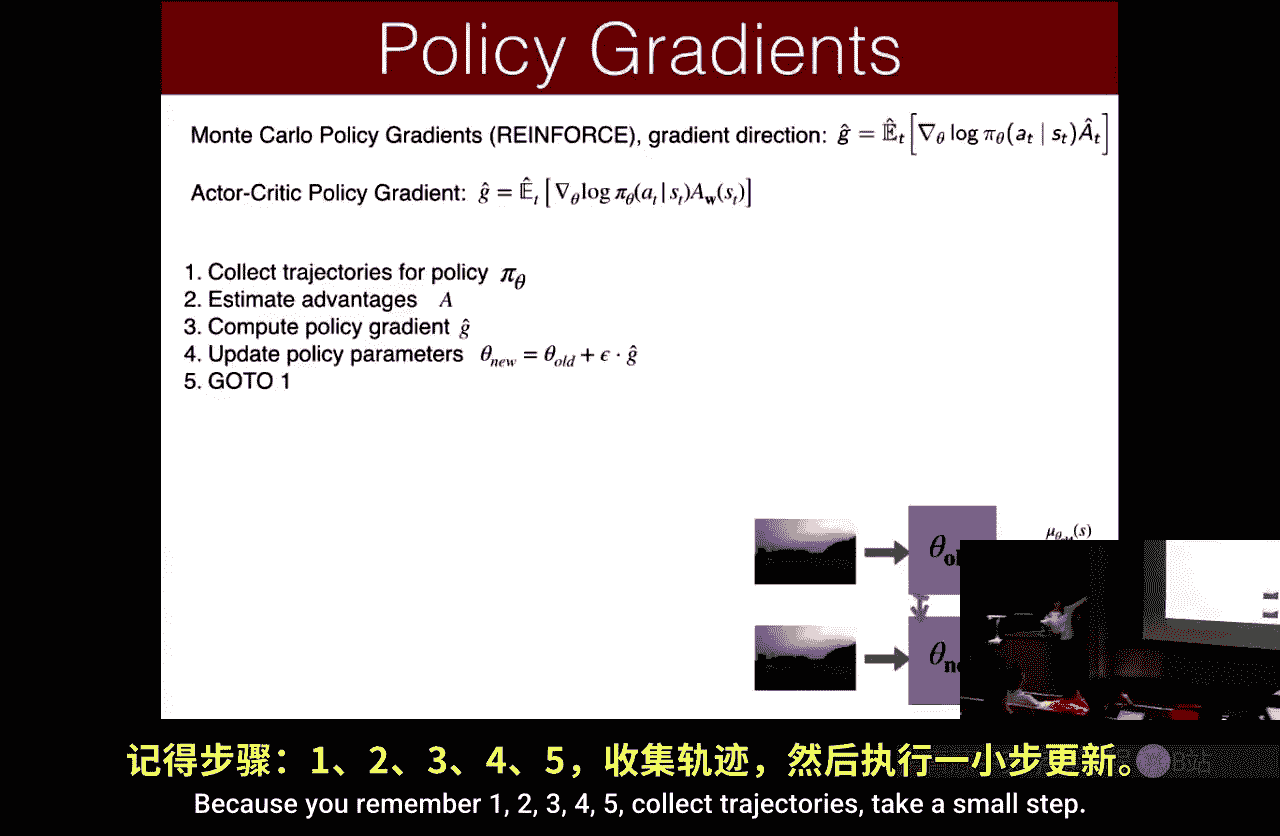 Policy Gradients
Monte Carlo Policy Gradients (REINFORCE), gradient direction: ĝ = Ê_t[∇_θ log π_θ(a_t | s_t)Â_t]
Actor-Critic Policy Gradient: ĝ = Ê_t[∇_θ log π_θ(a_t|s_t)A_w(s_t)]
1. Collect trajectories for policy π_θ
2. Estimate advantages A
3. Compute policy gradient ĝ
4. Update policy parameters θ_new = θ_old + ϵ · ĝ
5. GOTO 1
记得步骤：1、2、3、4、5，收集轨迹，然后执行一小步更新。
B站
Because you remember 1, 2, 3, 4, 5, collect trajectories, take a small step.